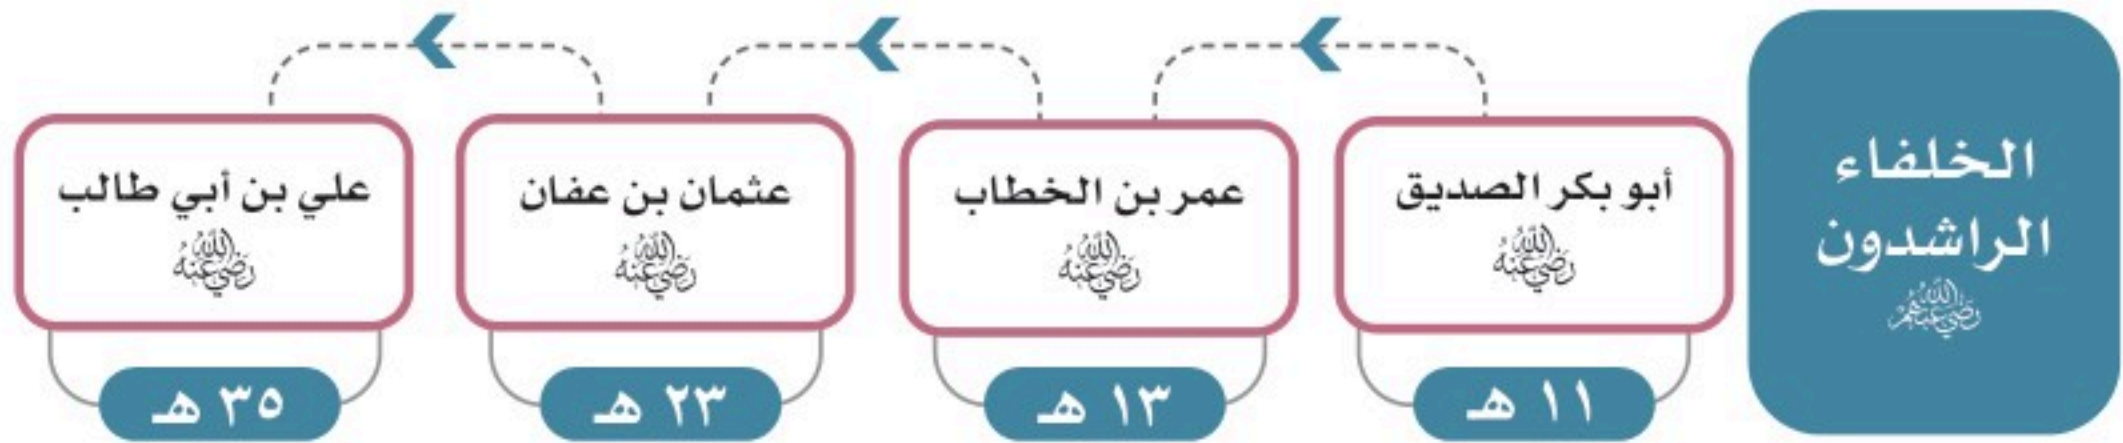 الخلفاء
الراشدون
رضي الله عنهم
أبو بكر الصديق
رضي الله عنه
١١ هـ
عمر بن الخطاب
رضي الله عنه
١٣ هـ
عثمان بن عفان
رضي الله عنه
٢٣ هـ
علي بن أبي طالب
رضي الله عنه
٣٥ هـ